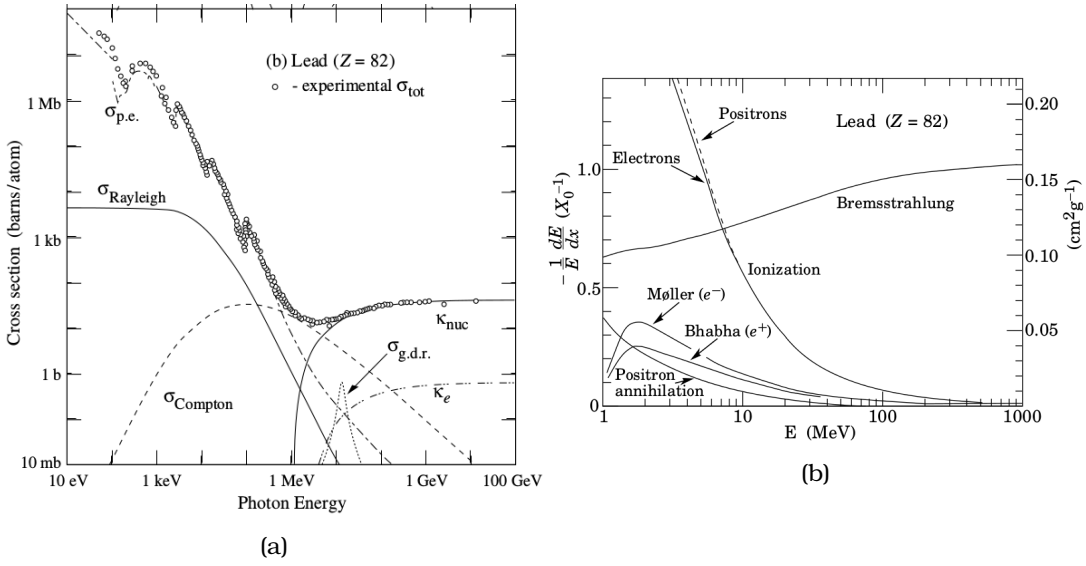 (b) Lead (Z = 82)
- experimental σtot
σp.e.
1 Mb
σRayleigh
1 kb
Cross section (barns/atom)
κnuc
σg.d.r.
1 b
σCompton
κe
10 mb
10 eV 1 keV 1 MeV 1 GeV 100 GeV
Photon Energy
(a)
Positrons
Lead (Z = 82)
0.20
Electrons
1.0
0.15
Bremsstrahlung
− 1/E dE/dx (X0−1)
(cm2g−1)
0.10
Ionization
0.5
Møller (e−)
Bhabha (e+)
0.05
Positron
annihilation
0
1 10 100 1000
E (MeV)
(b)